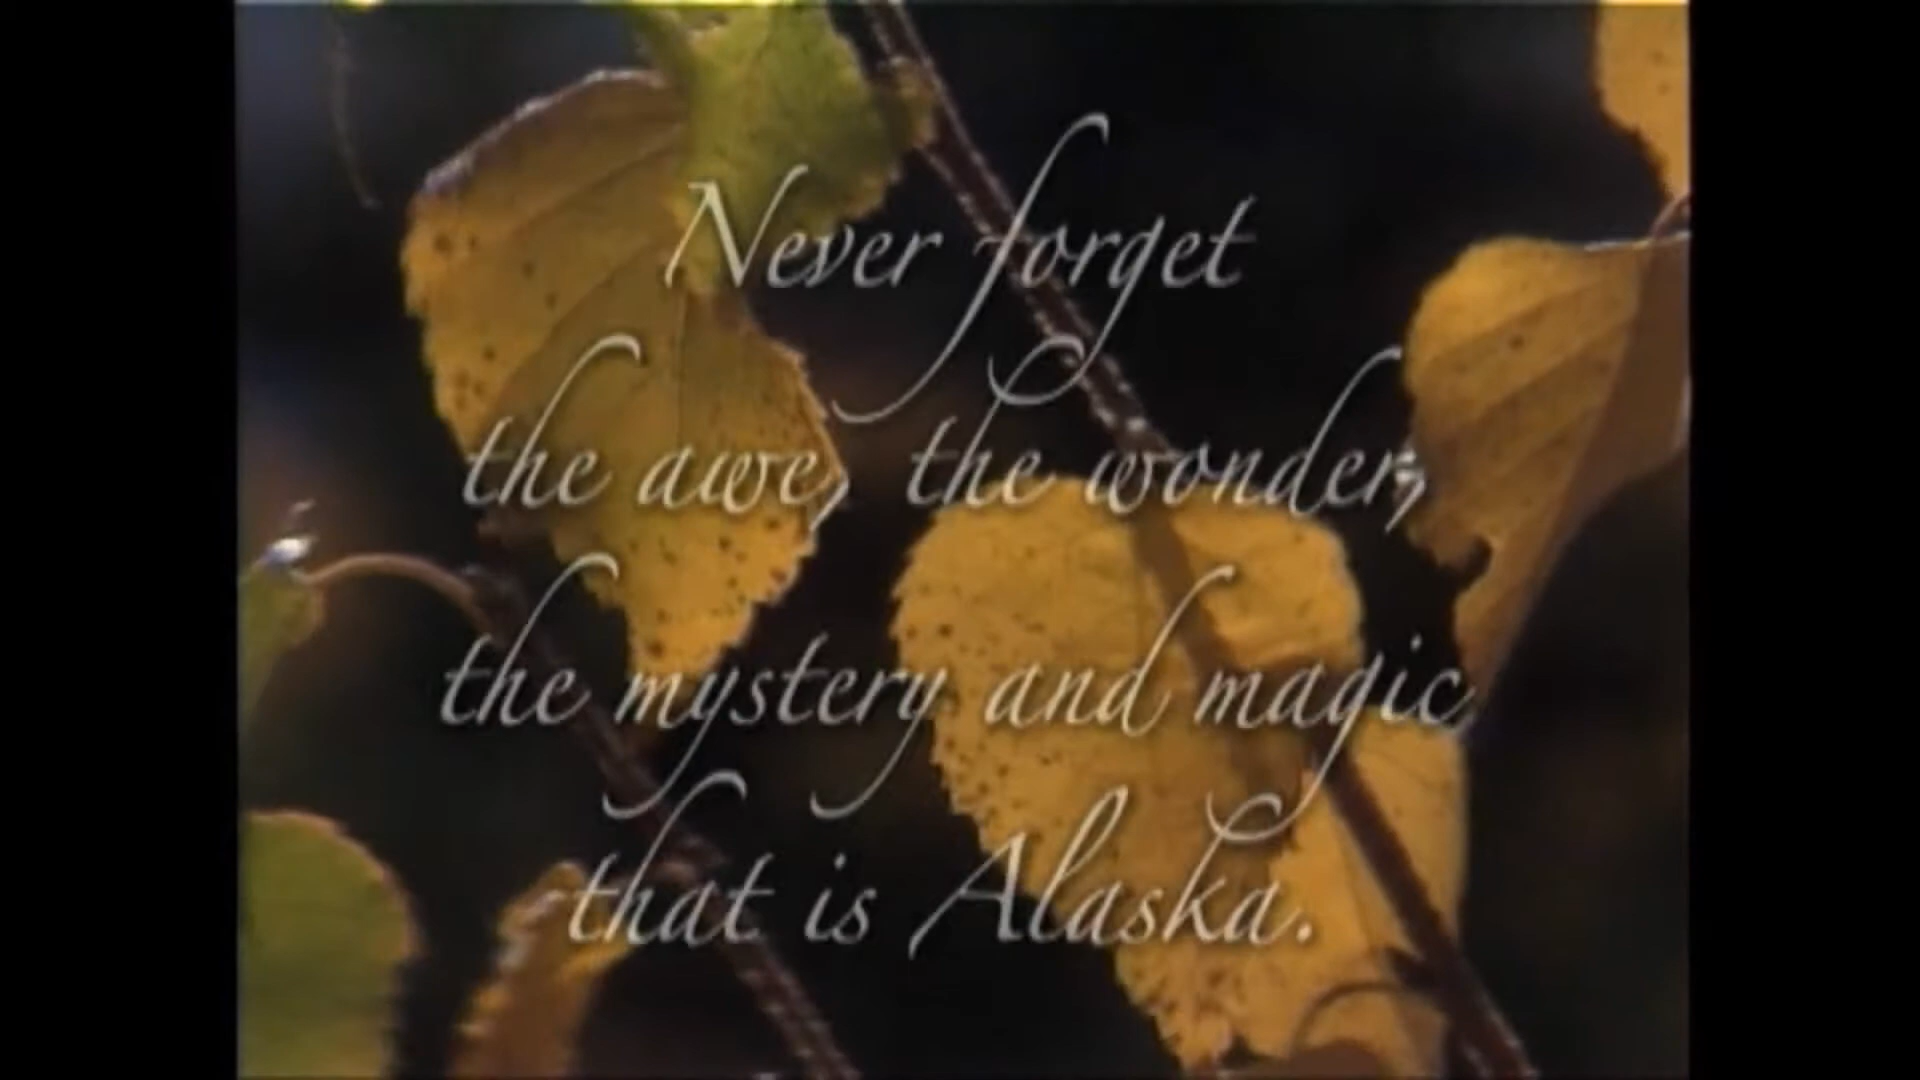 Never forget
the awe, the wonder,
the mystery and magic
that is Alaska.